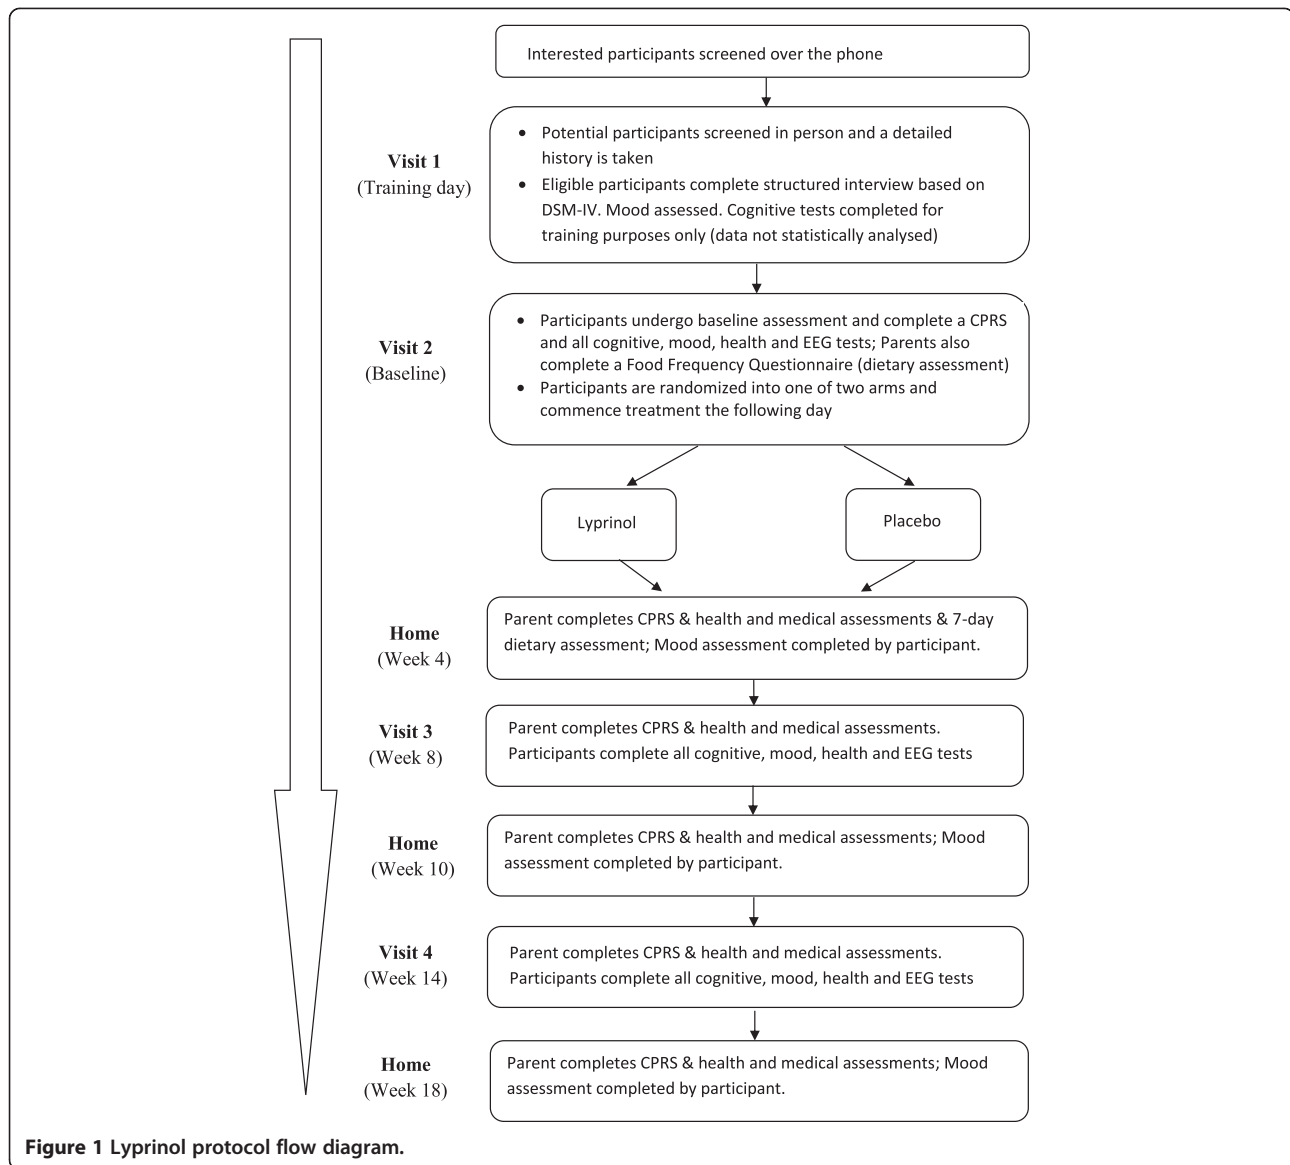 Interested participants screened over the phone
Visit 1
(Training day)
• Potential participants screened in person and a detailed
history is taken
• Eligible participants complete structured interview based on
DSM-IV. Mood assessed. Cognitive tests completed for
training purposes only (data not statistically analysed)
Visit 2
(Baseline)
• Participants undergo baseline assessment and complete a CPRS
and all cognitive, mood, health and EEG tests; Parents also
complete a Food Frequency Questionnaire (dietary assessment)
• Participants are randomized into one of two arms and
commence treatment the following day
Lyprinol
Placebo
Home
(Week 4)
Parent completes CPRS & health and medical assessments & 7-day
dietary assessment; Mood assessment completed by participant.
Visit 3
(Week 8)
Parent completes CPRS & health and medical assessments.
Participants complete all cognitive, mood, health and EEG tests
Home
(Week 10)
Parent completes CPRS & health and medical assessments; Mood
assessment completed by participant.
Visit 4
(Week 14)
Parent completes CPRS & health and medical assessments.
Participants complete all cognitive, mood, health and EEG tests
Home
(Week 18)
Parent completes CPRS & health and medical assessments; Mood
assessment completed by participant.
Figure 1 Lyprinol protocol flow diagram.